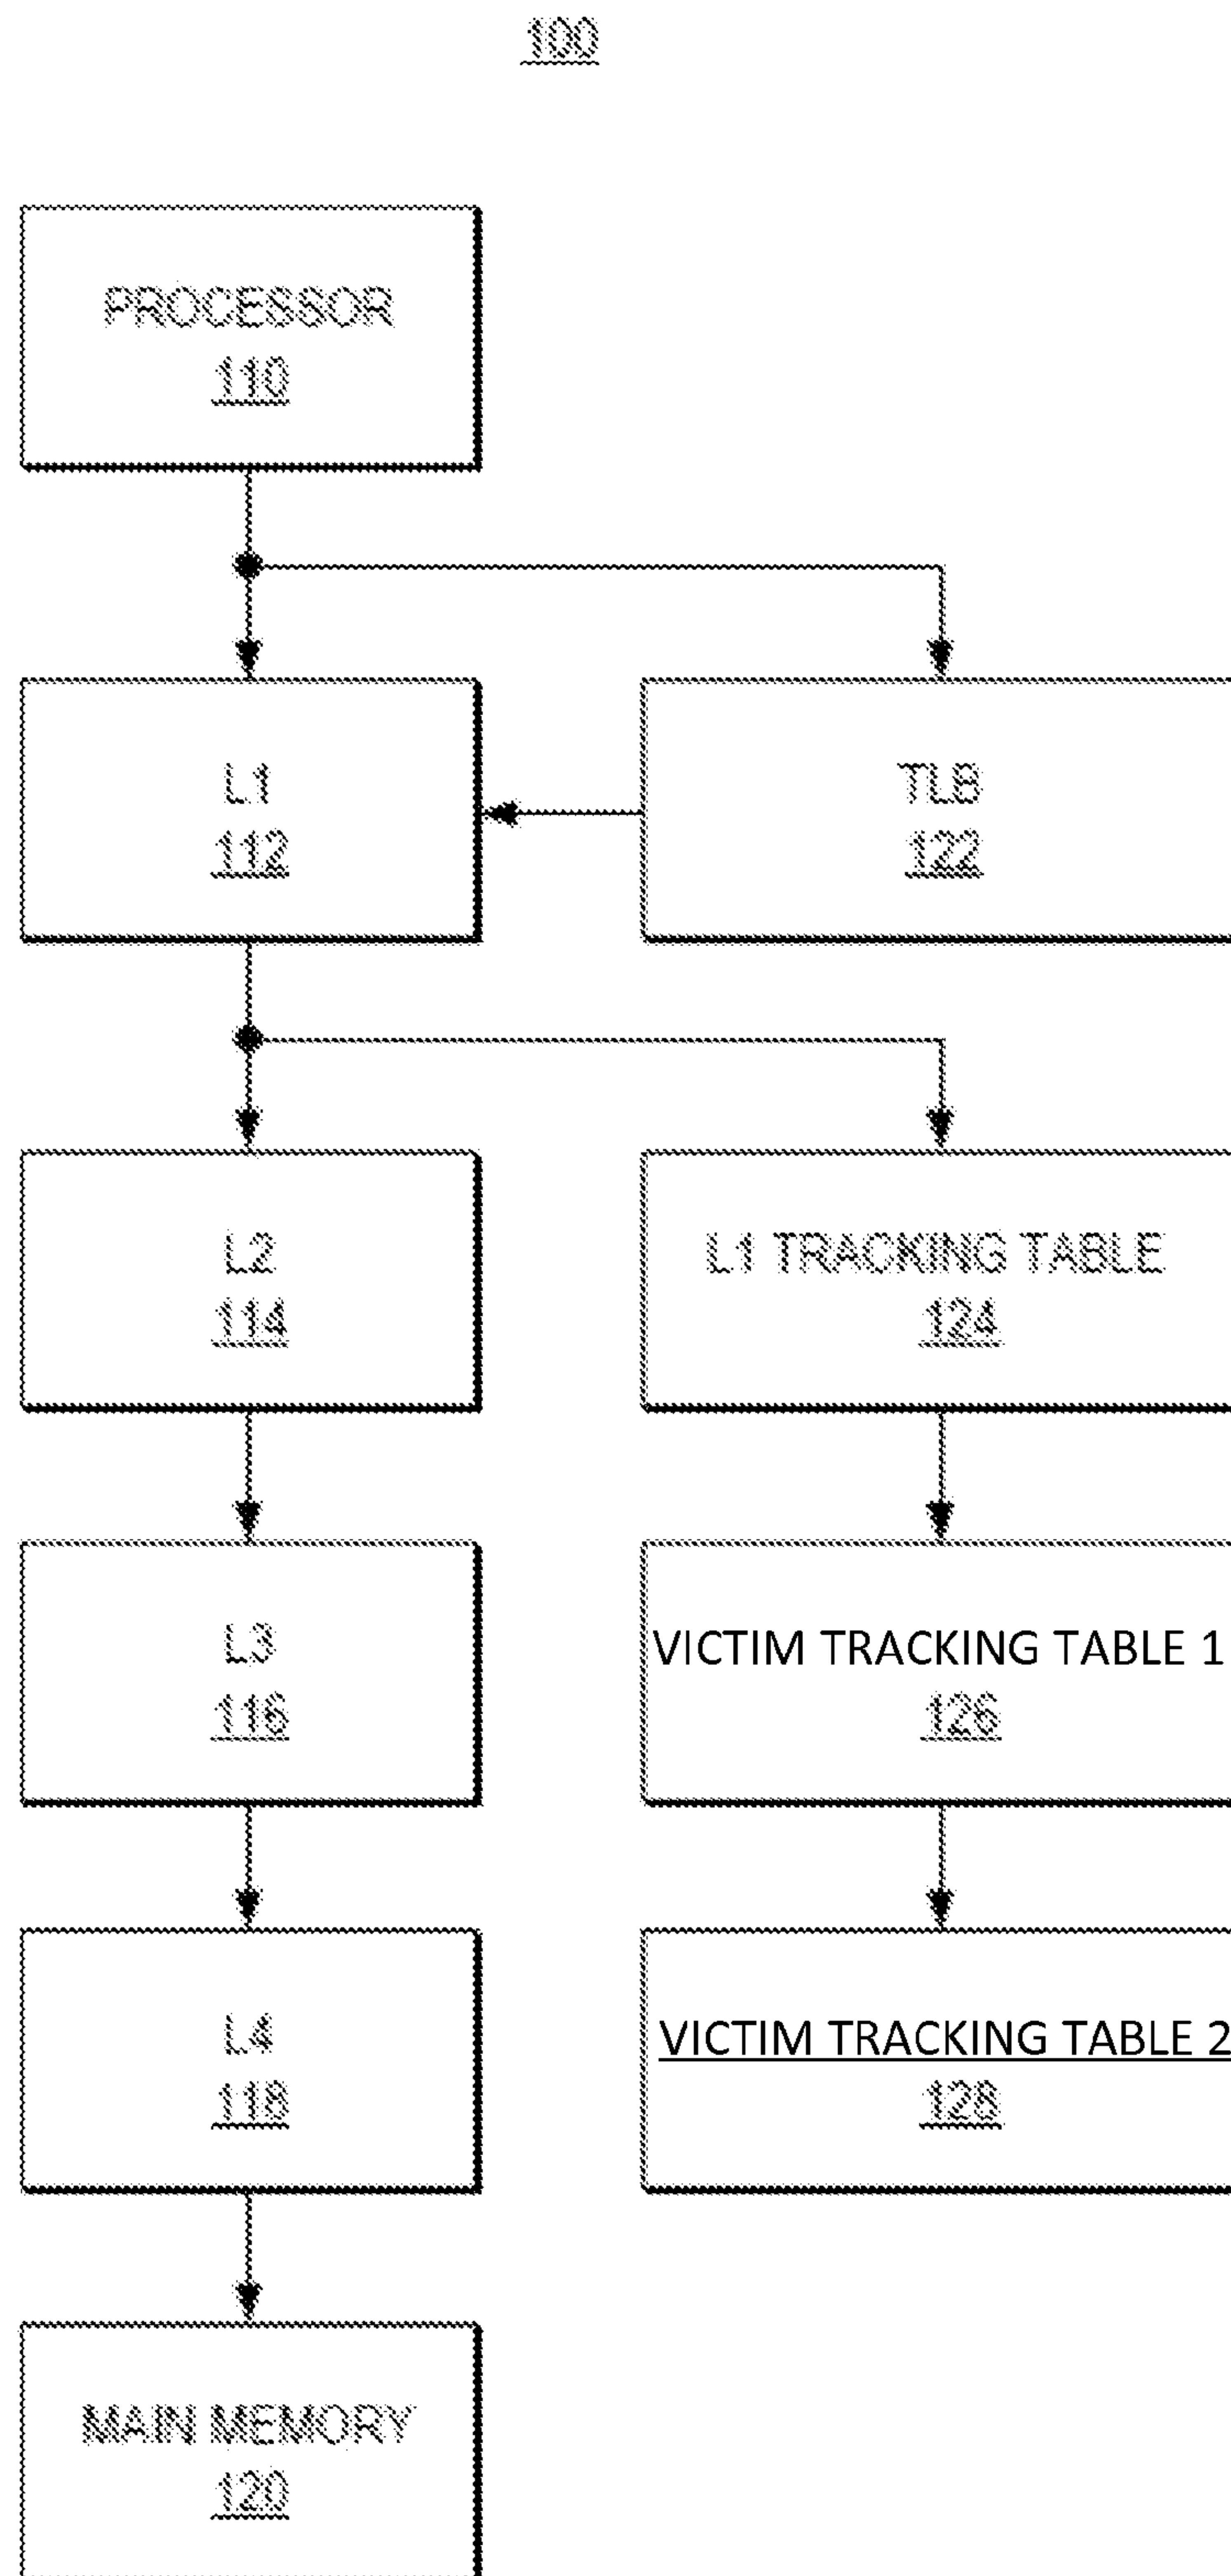 100
PROCESSOR
110
L1
112
TLB
122
L2
114
L1 TRACKING TABLE
124
L3
116
VICTIM TRACKING TABLE 1
126
L4
118
VICTIM TRACKING TABLE 2
128
MAIN MEMORY
120